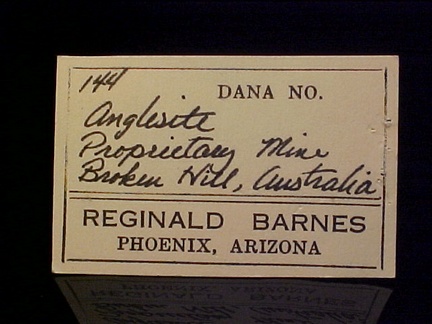 144
DANA NO.
Anglesite
Proprietary Mine
Broken Hill, Australia
REGINALD BARNES
PHOENIX, ARIZONA